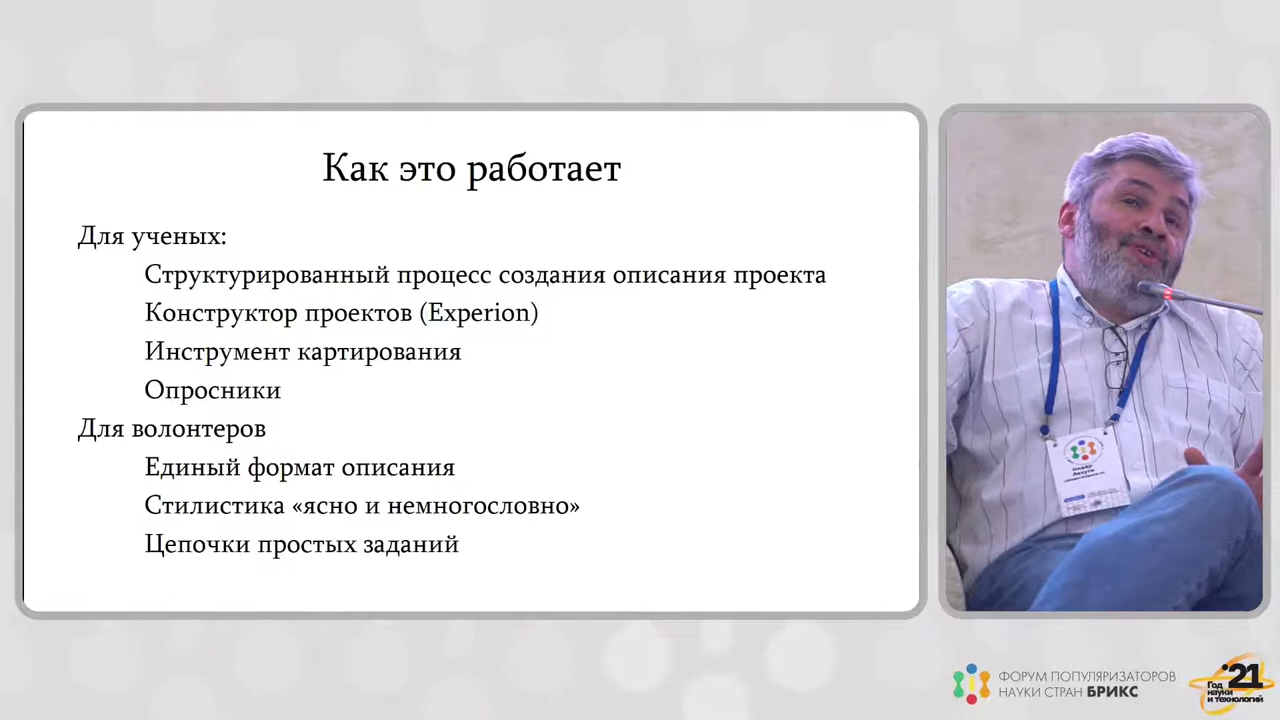 Как это работает
Для ученых:
Структурированный процесс создания описания проекта
Конструктор проектов (Experion)
Инструмент картирования
Опросники
Для волонтеров
Единый формат описания
Стилистика «ясно и немногословно»
Цепочки простых заданий
ФОРУМ ПОПУЛЯРИЗАТОРОВ
НАУКИ СТРАН БРИКС
'21
Год
науки
и технологий